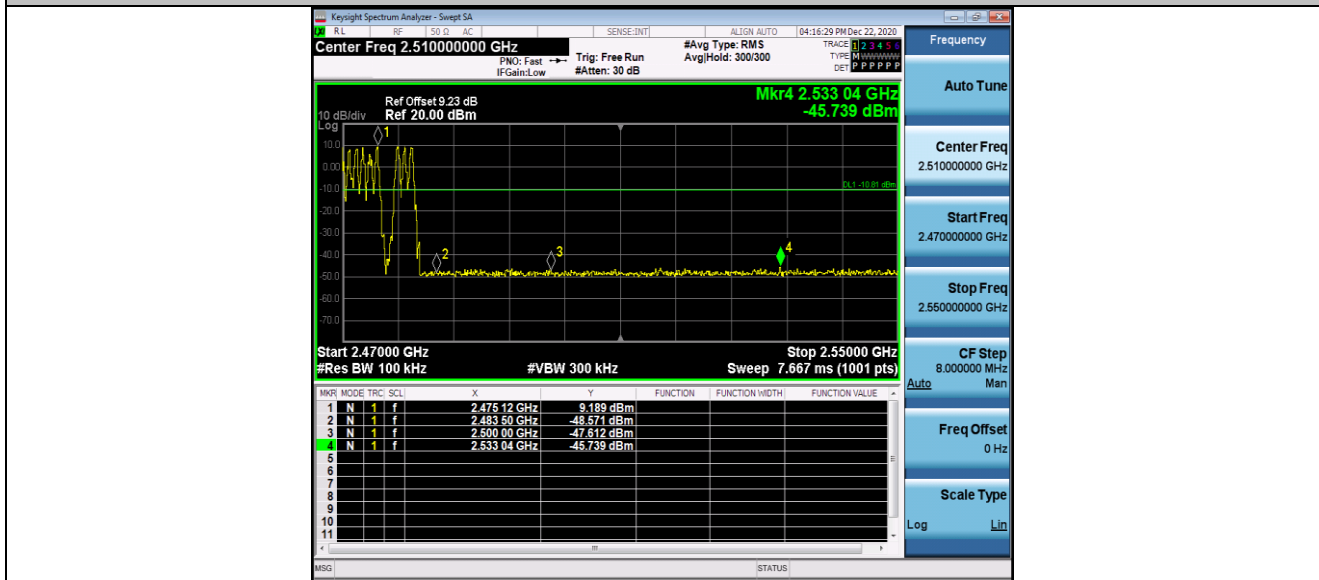 Keysight Spectrum Analyzer - Swept SA
RL RF 50 Ω AC SENSE:INT ALIGN AUTO 04:16:29 PM Dec 22, 2020
Center Freq 2.510000000 GHz
PNO: Fast
IFGain:Low
Trig: Free Run
#Atten: 30 dB
#Avg Type: RMS
Avg|Hold: 300/300
TRACE 1 2 3 4 5 6
TYPE M
DET P P P P P P
Mkr4 2.533 04 GHz
-45.739 dBm
Ref Offset 9.23 dB
10 dB/div Ref 20.00 dBm
Log
10.0
0.00
-10.0
-20.0
-30.0
-40.0
-50.0
-60.0
-70.0
1
2
3
4
DL1 -10.81 dBm
Start 2.47000 GHz Stop 2.55000 GHz
#Res BW 100 kHz #VBW 300 kHz Sweep 7.667 ms (1001 pts)
MKR MODE TRC SCL X Y FUNCTION FUNCTION WIDTH FUNCTION VALUE
1 N 1 f 2.475 12 GHz 9.189 dBm
2 N 1 f 2.483 50 GHz -48.571 dBm
3 N 1 f 2.500 00 GHz -47.612 dBm
4 N 1 f 2.533 04 GHz -45.739 dBm
5
6
7
8
9
10
11
MSG STATUS
Frequency
Auto Tune
Center Freq
2.510000000 GHz
Start Freq
2.470000000 GHz
Stop Freq
2.550000000 GHz
CF Step
8.000000 MHz
Auto Man
Freq Offset
0 Hz
Scale Type
Log Lin